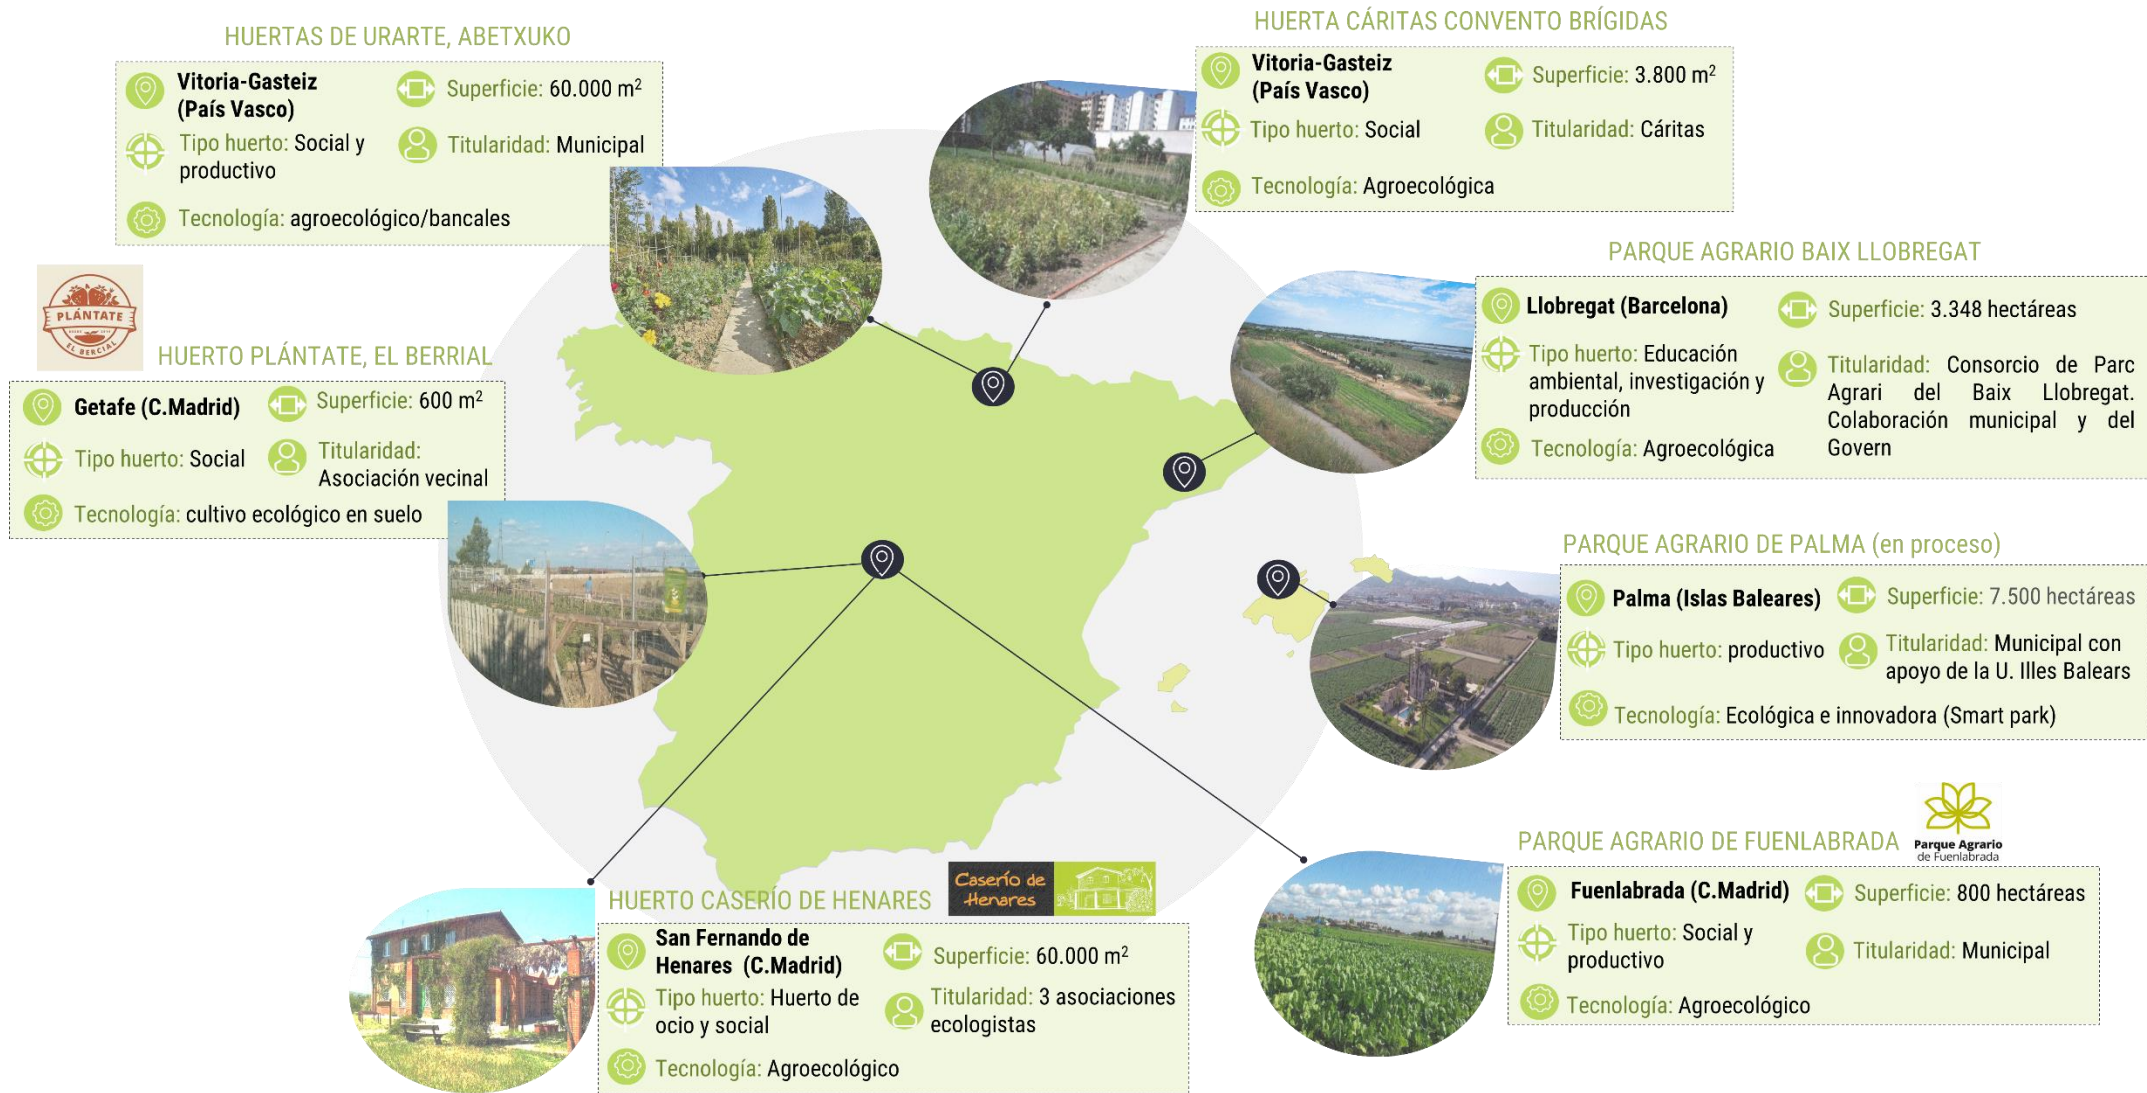 HUERTAS DE URARTE, ABETXUKO
Vitoria-Gasteiz
(País Vasco)
Superficie: 60.000 m²
Tipo huerto: Social y
productivo
Titularidad: Municipal
Tecnología: agroecológico/bancales
HUERTA CÁRITAS CONVENTO BRÍGIDAS
Vitoria-Gasteiz
(País Vasco)
Superficie: 3.800 m²
Tipo huerto: Social
Titularidad: Cáritas
Tecnología: Agroecológica
PARQUE AGRARIO BAIX LLOBREGAT
Llobregat (Barcelona)
Superficie: 3.348 hectáreas
Tipo huerto: Educación
ambiental, investigación y
producción
Titularidad: Consorcio de Parc
Agrari del Baix Llobregat.
Colaboración municipal y del
Govern
Tecnología: Agroecológica
PLÁNTATE
EL BERCIAL
HUERTO PLÁNTATE, EL BERRIAL
Getafe (C.Madrid)
Superficie: 600 m²
Tipo huerto: Social
Titularidad:
Asociación vecinal
Tecnología: cultivo ecológico en suelo
PARQUE AGRARIO DE PALMA (en proceso)
Palma (Islas Baleares)
Superficie: 7.500 hectáreas
Tipo huerto: productivo
Titularidad: Municipal con
apoyo de la U. Illes Balears
Tecnología: Ecológica e innovadora (Smart park)
PARQUE AGRARIO DE FUENLABRADA
Parque Agrario
de Fuenlabrada
Fuenlabrada (C.Madrid)
Superficie: 800 hectáreas
Tipo huerto: Social y
productivo
Titularidad: Municipal
Tecnología: Agroecológico
HUERTO CASERÍO DE HENARES
Caserío de
Henares
San Fernando de
Henares (C.Madrid)
Superficie: 60.000 m²
Tipo huerto: Huerto de
ocio y social
Titularidad: 3 asociaciones
ecologistas
Tecnología: Agroecológico